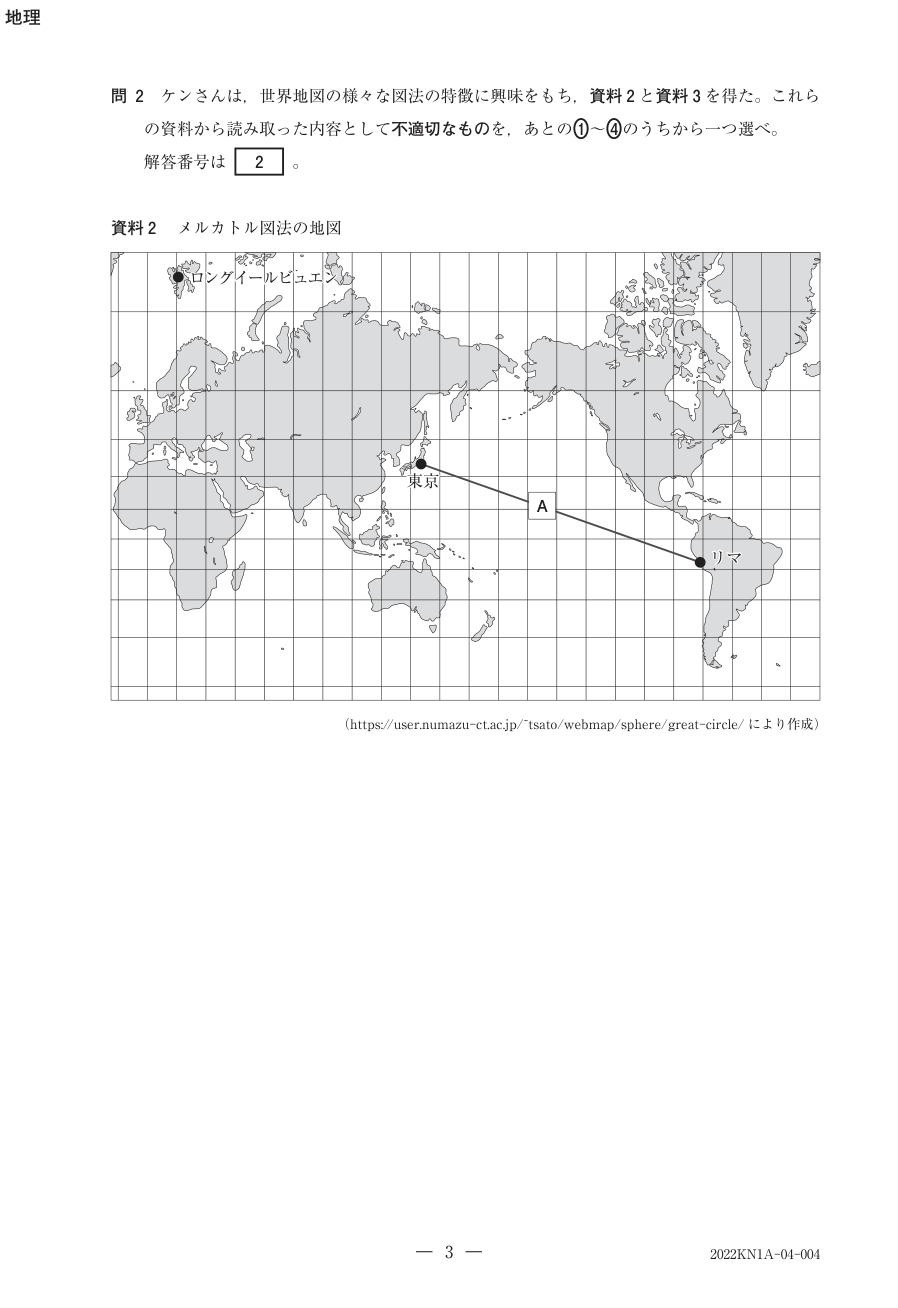 地理
問2 ケンさんは，世界地図の様々な図法の特徴に興味をもち，資料2と資料3を得た。これら
の資料から読み取った内容として不適切なものを，あとの①～④のうちから一つ選べ。
解答番号は 2 。
資料2 メルカトル図法の地図
ロングイールビュエン
東京
A
リマ
（https://user.numazu-ct.ac.jp/~tsato/webmap/sphere/great-circle/ により作成）
― 3 ―
2022KN1A-04-004